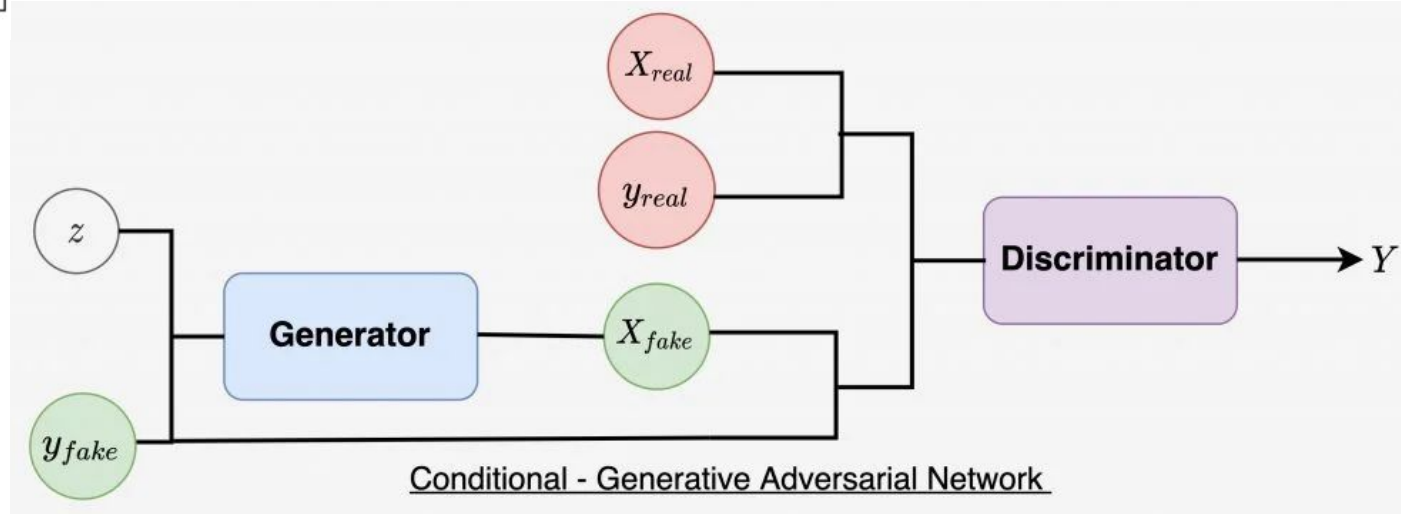 X_real
y_real
z
Discriminator
Y
Generator
X_fake
y_fake
Conditional - Generative Adversarial Network